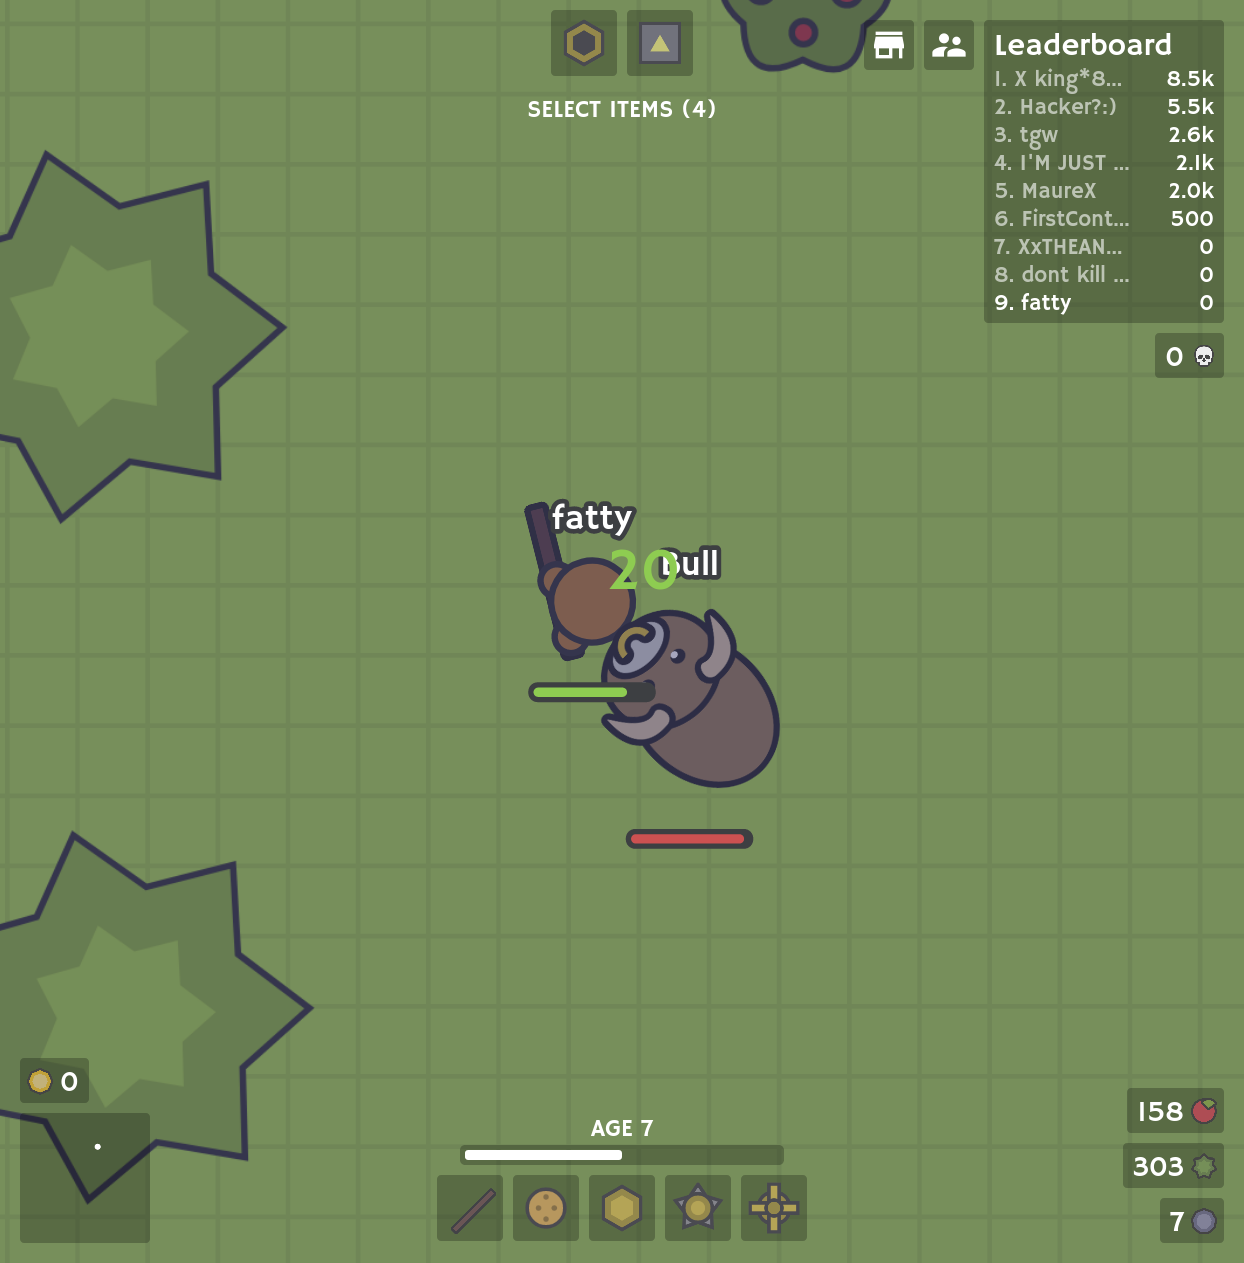 SELECT ITEMS (4)
Leaderboard
1. X king*8... 8.5k
2. Hacker?:) 5.5k
3. tgw 2.6k
4. I'M JUST ... 2.1k
5. MaureX 2.0k
6. FirstCont... 500
7. XxTHEAN... 0
8. dont kill ... 0
9. fatty 0
0
fatty
20
Bull
0
AGE 7
158
303
7